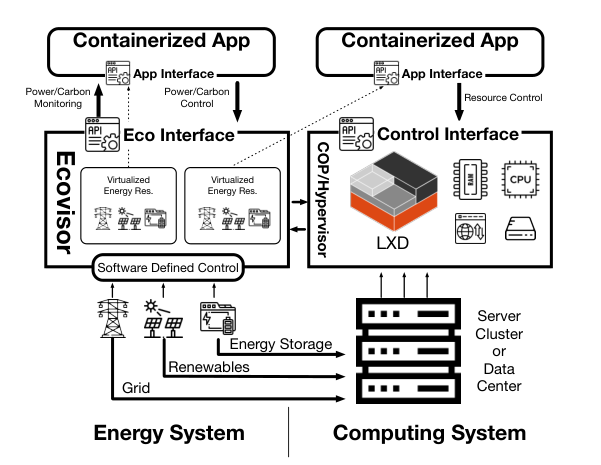 Containerized App
Containerized App
API
App Interface
API
App Interface
Power/Carbon
Monitoring
Power/Carbon
Control
Resource Control
API
Eco Interface
API
Control Interface
Ecovisor
Virtualized
Energy Res.
Virtualized
Energy Res.
COP/Hypervisor
RAM
CPU
LXD
Software Defined Control
Energy Storage
Renewables
Grid
Server
Cluster
or
Data
Center
Energy System
Computing System